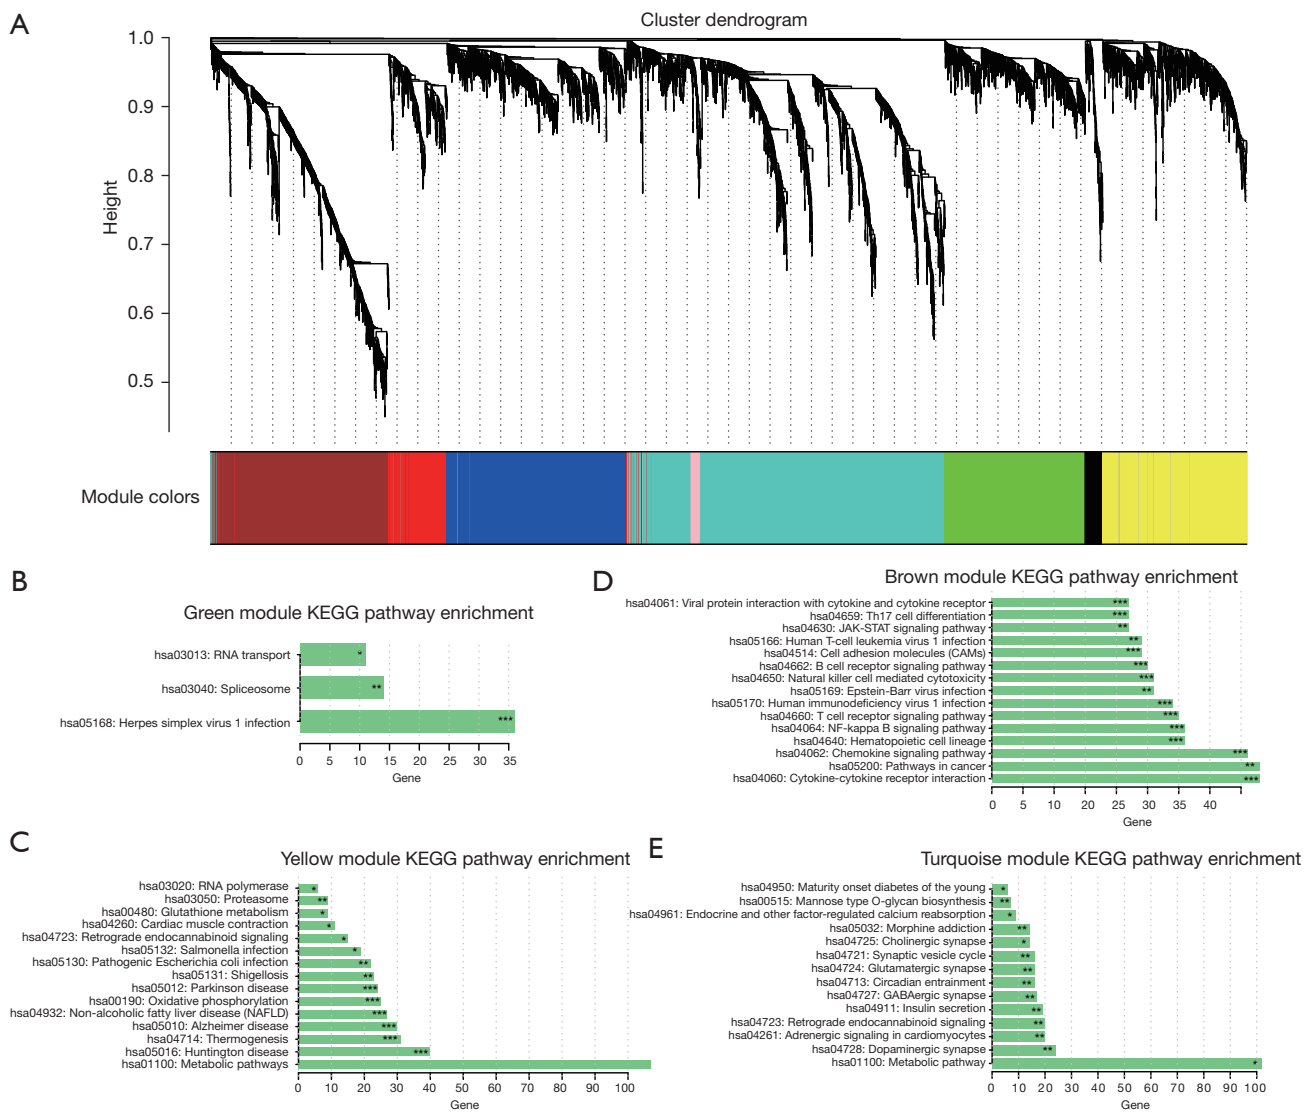 A
Cluster dendrogram
Height
1.0
0.9
0.8
0.7
0.6
0.5
Module colors
B
Green module KEGG pathway enrichment
hsa03013: RNA transport
*
hsa03040: Spliceosome
**
hsa05168: Herpes simplex virus 1 infection
***
0 5 10 15 20 25 30 35
Gene
C
Yellow module KEGG pathway enrichment
hsa03020: RNA polymerase
*
hsa03050: Proteasome
**
hsa00480: Glutathione metabolism
*
hsa04260: Cardiac muscle contraction
*
hsa04723: Retrograde endocannabinoid signaling
*
hsa05132: Salmonella infection
*
hsa05130: Pathogenic Escherichia coli infection
**
hsa05131: Shigellosis
**
hsa05012: Parkinson disease
***
hsa00190: Oxidative phosphorylation
***
hsa04932: Non-alcoholic fatty liver disease (NAFLD)
***
hsa05010: Alzheimer disease
***
hsa04714: Thermogenesis
***
hsa05016: Huntington disease
***
hsa01100: Metabolic pathways
0 10 20 30 40 50 60 70 80 90 100
Gene
D
Brown module KEGG pathway enrichment
hsa04061: Viral protein interaction with cytokine and cytokine receptor
***
hsa04659: Th17 cell differentiation
***
hsa04630: JAK-STAT signaling pathway
**
hsa05166: Human T-cell leukemia virus 1 infection
**
hsa04514: Cell adhesion molecules (CAMs)
***
hsa04662: B cell receptor signaling pathway
***
hsa04650: Natural killer cell mediated cytotoxicity
***
hsa05169: Epstein-Barr virus infection
**
hsa05170: Human immunodeficiency virus 1 infection
***
hsa04660: T cell receptor signaling pathway
***
hsa04064: NF-kappa B signaling pathway
***
hsa04640: Hematopoietic cell lineage
***
hsa04062: Chemokine signaling pathway
***
hsa05200: Pathways in cancer
**
hsa04060: Cytokine-cytokine receptor interaction
***
0 5 10 20 30 35 40
Gene
E
Turquoise module KEGG pathway enrichment
hsa04950: Maturity onset diabetes of the young
*
hsa00515: Mannose type O-glycan biosynthesis
**
hsa04961: Endocrine and other factor-regulated calcium reabsorption
*
hsa05032: Morphine addiction
**
hsa04725: Cholinergic synapse
*
hsa04721: Synaptic vesicle cycle
**
hsa04724: Glutamatergic synapse
**
hsa04713: Circadian entrainment
**
hsa04727: GABAergic synapse
**
hsa04911: Insulin secretion
**
hsa04723: Retrograde endocannabinoid signaling
**
hsa04261: Adrenergic signaling in cardiomyocytes
**
hsa04728: Dopaminergic synapse
**
hsa01100: Metabolic pathway
*
0 10 20 30 40 50 60 70 80 90 100
Gene